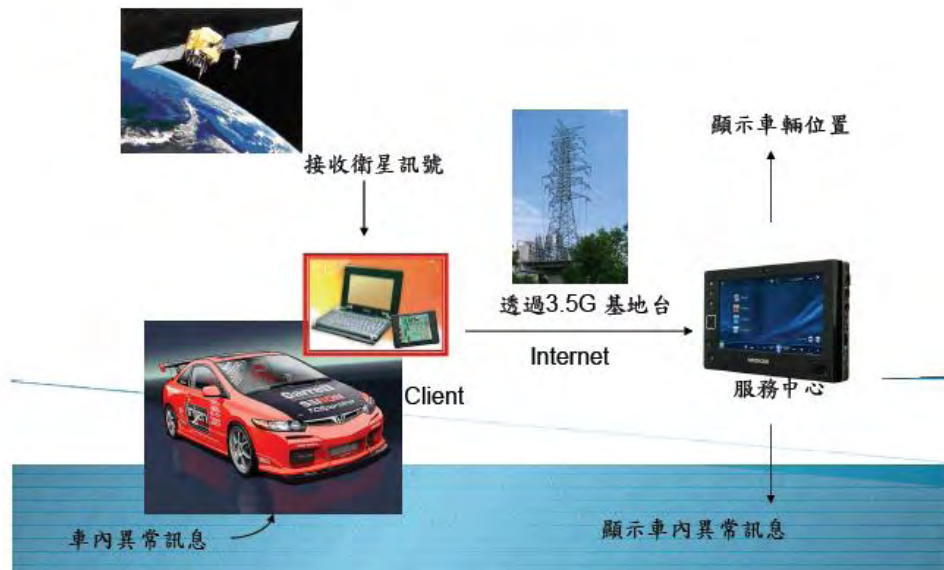 接收衛星訊號
顯示車輛位置
透過3.5G 基地台
Internet
Client
服務中心
車內異常訊息
顯示車內異常訊息
Garrett